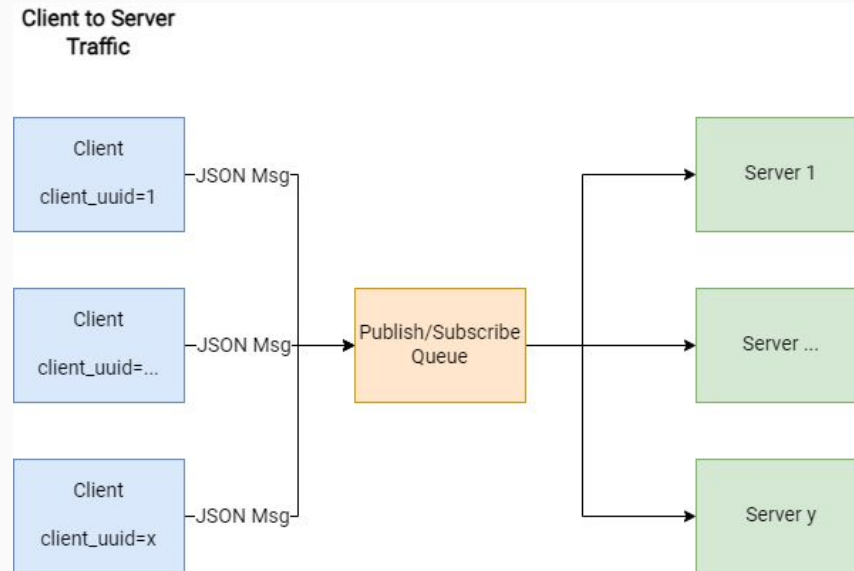 Client to Server
Traffic
Client
client_uuid=1
JSON Msg
Server 1
Client
client_uuid=...
JSON Msg
Publish/Subscribe
Queue
Server ...
Client
client_uuid=x
JSON Msg
Server y